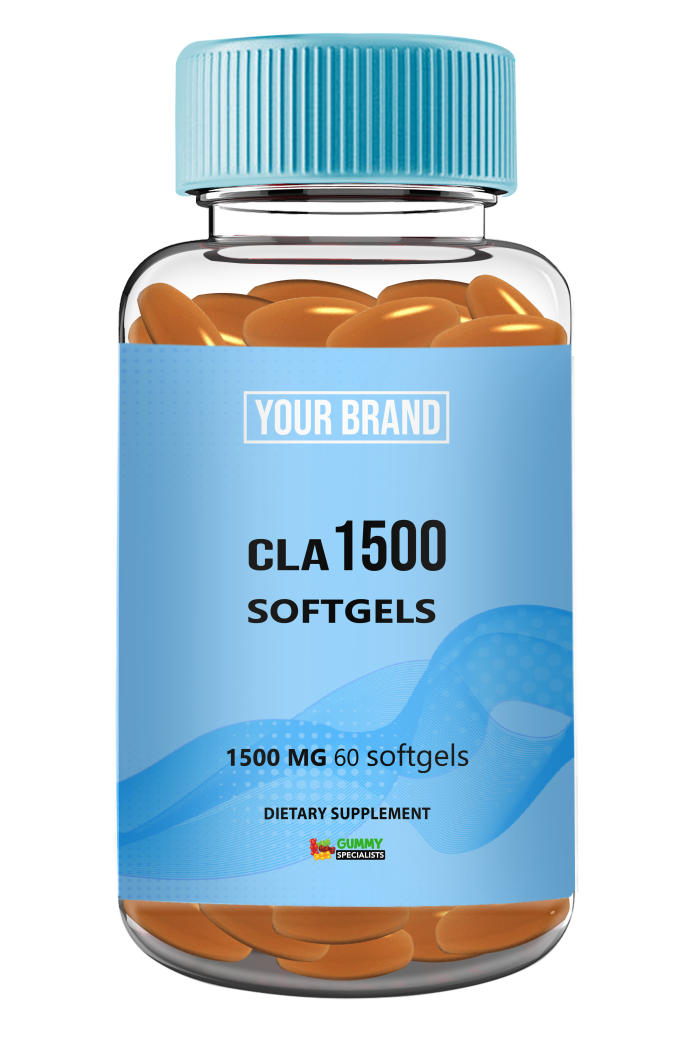 YOUR BRAND
CLA 1500
SOFTGELS
1500 MG 60 softgels
DIETARY SUPPLEMENT
GUMMY
SPECIALISTS